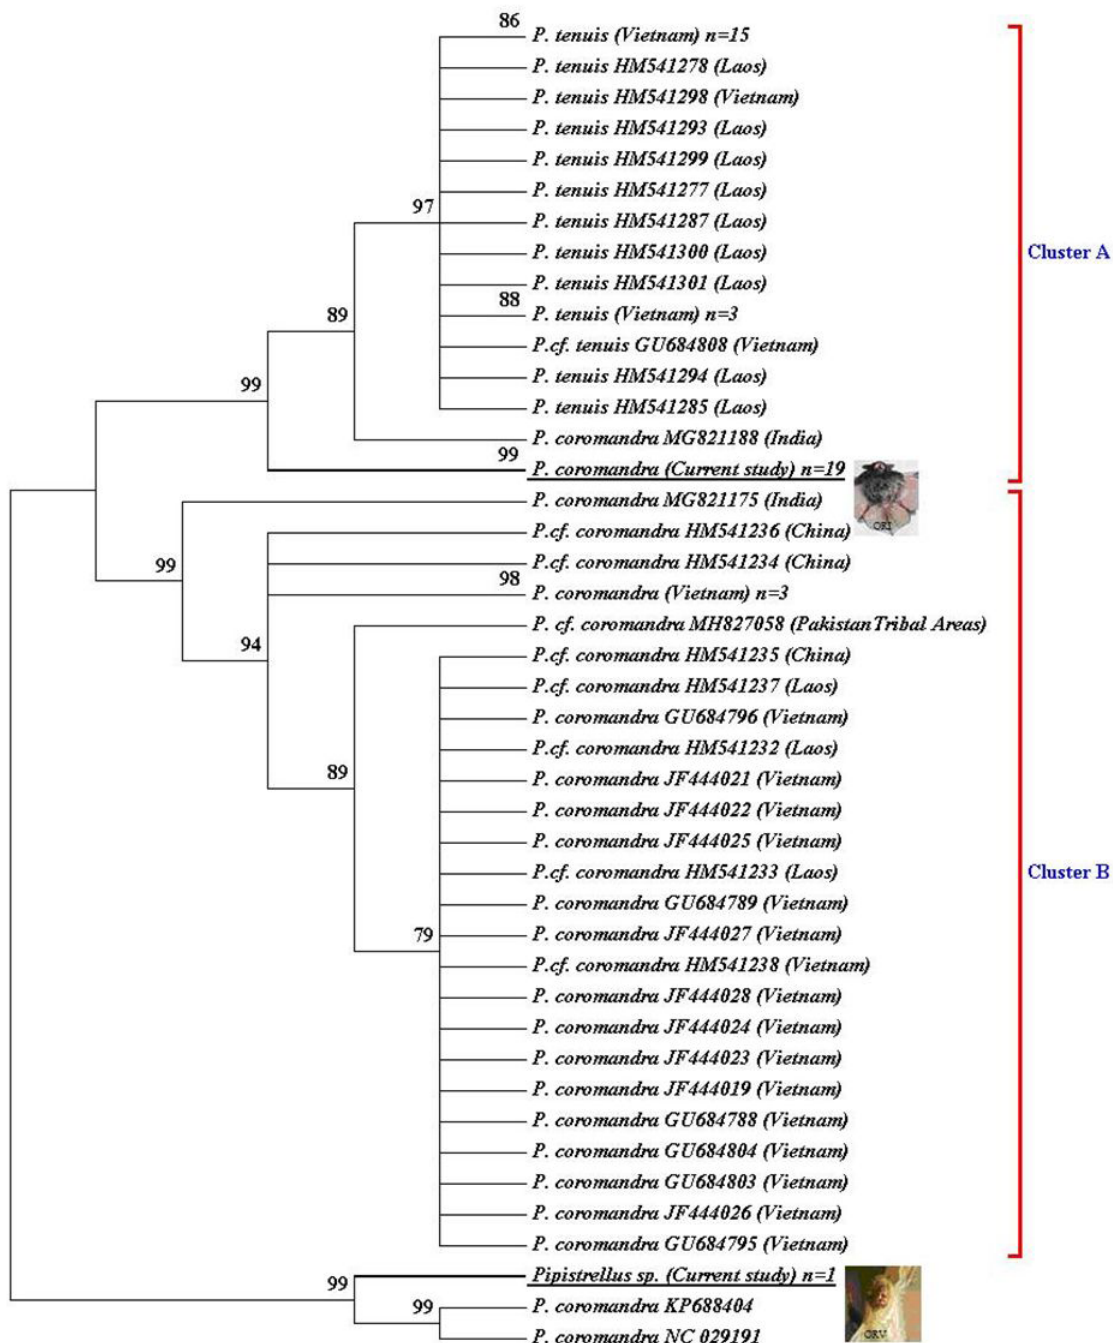 86
P. tenuis (Vietnam) n=15
P. tenuis HM541278 (Laos)
P. tenuis HM541298 (Vietnam)
P. tenuis HM541293 (Laos)
P. tenuis HM541299 (Laos)
P. tenuis HM541277 (Laos)
97
P. tenuis HM541287 (Laos)
P. tenuis HM541300 (Laos)
Cluster A
P. tenuis HM541301 (Laos)
88
P. tenuis (Vietnam) n=3
89
P.cf. tenuis GU684808 (Vietnam)
P. tenuis HM541294 (Laos)
99
P. tenuis HM541285 (Laos)
P. coromandra MG821188 (India)
99
P. coromandra (Current study) n=19
P. coromandra MG821175 (India)
P.cf. coromandra HM541236 (China)
99
P.cf. coromandra HM541234 (China)
98
P. coromandra (Vietnam) n=3
P. cf. coromandra MH827058 (Pakistan Tribal Areas)
94
P.cf. coromandra HM541235 (China)
P.cf. coromandra HM541237 (Laos)
P. coromandra GU684796 (Vietnam)
P.cf. coromandra HM541232 (Laos)
89
P. coromandra JF444021 (Vietnam)
P. coromandra JF444022 (Vietnam)
P. coromandra JF444025 (Vietnam)
P.cf. coromandra HM541233 (Laos)
Cluster B
P. coromandra GU684789 (Vietnam)
79
P. coromandra JF444027 (Vietnam)
P.cf. coromandra HM541238 (Vietnam)
P. coromandra JF444028 (Vietnam)
P. coromandra JF444024 (Vietnam)
P. coromandra JF444023 (Vietnam)
P. coromandra JF444019 (Vietnam)
P. coromandra GU684788 (Vietnam)
P. coromandra GU684804 (Vietnam)
P. coromandra GU684803 (Vietnam)
P. coromandra JF444026 (Vietnam)
P. coromandra GU684795 (Vietnam)
99
Pipistrellus sp. (Current study) n=1
99
P. coromandra KP688404
P. coromandra NC 029191